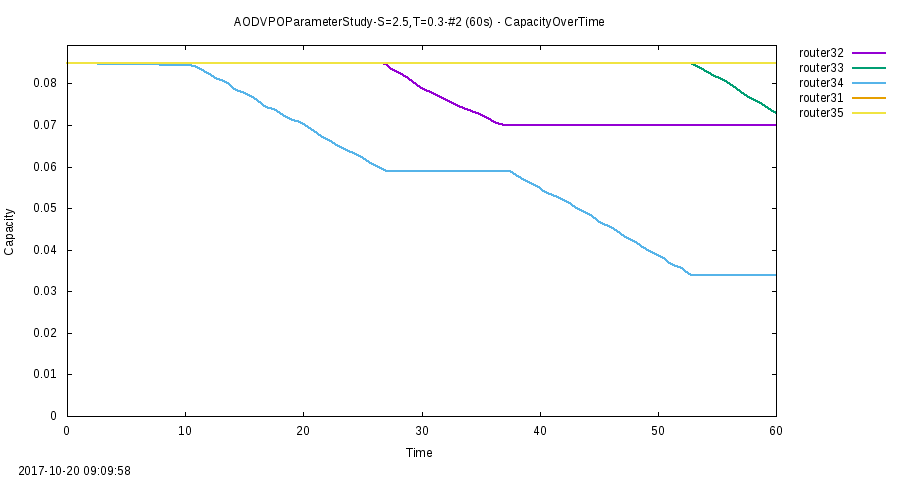 AODVPOParameterStudy-S=2.5,T=0.3-#2 (60s) - CapacityOverTime
router32
router33
router34
router31
router35
0.08
0.07
0.06
0.05
0.04
0.03
0.02
0.01
0
Capacity
0 10 20 30 40 50 60
Time
2017-10-20 09:09:58